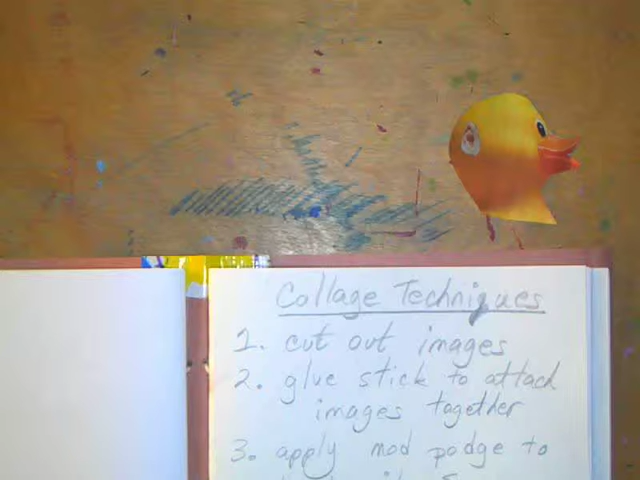 Collage Techniques
1. cut out images
2. glue stick to attach
images together
3. apply mod podge to